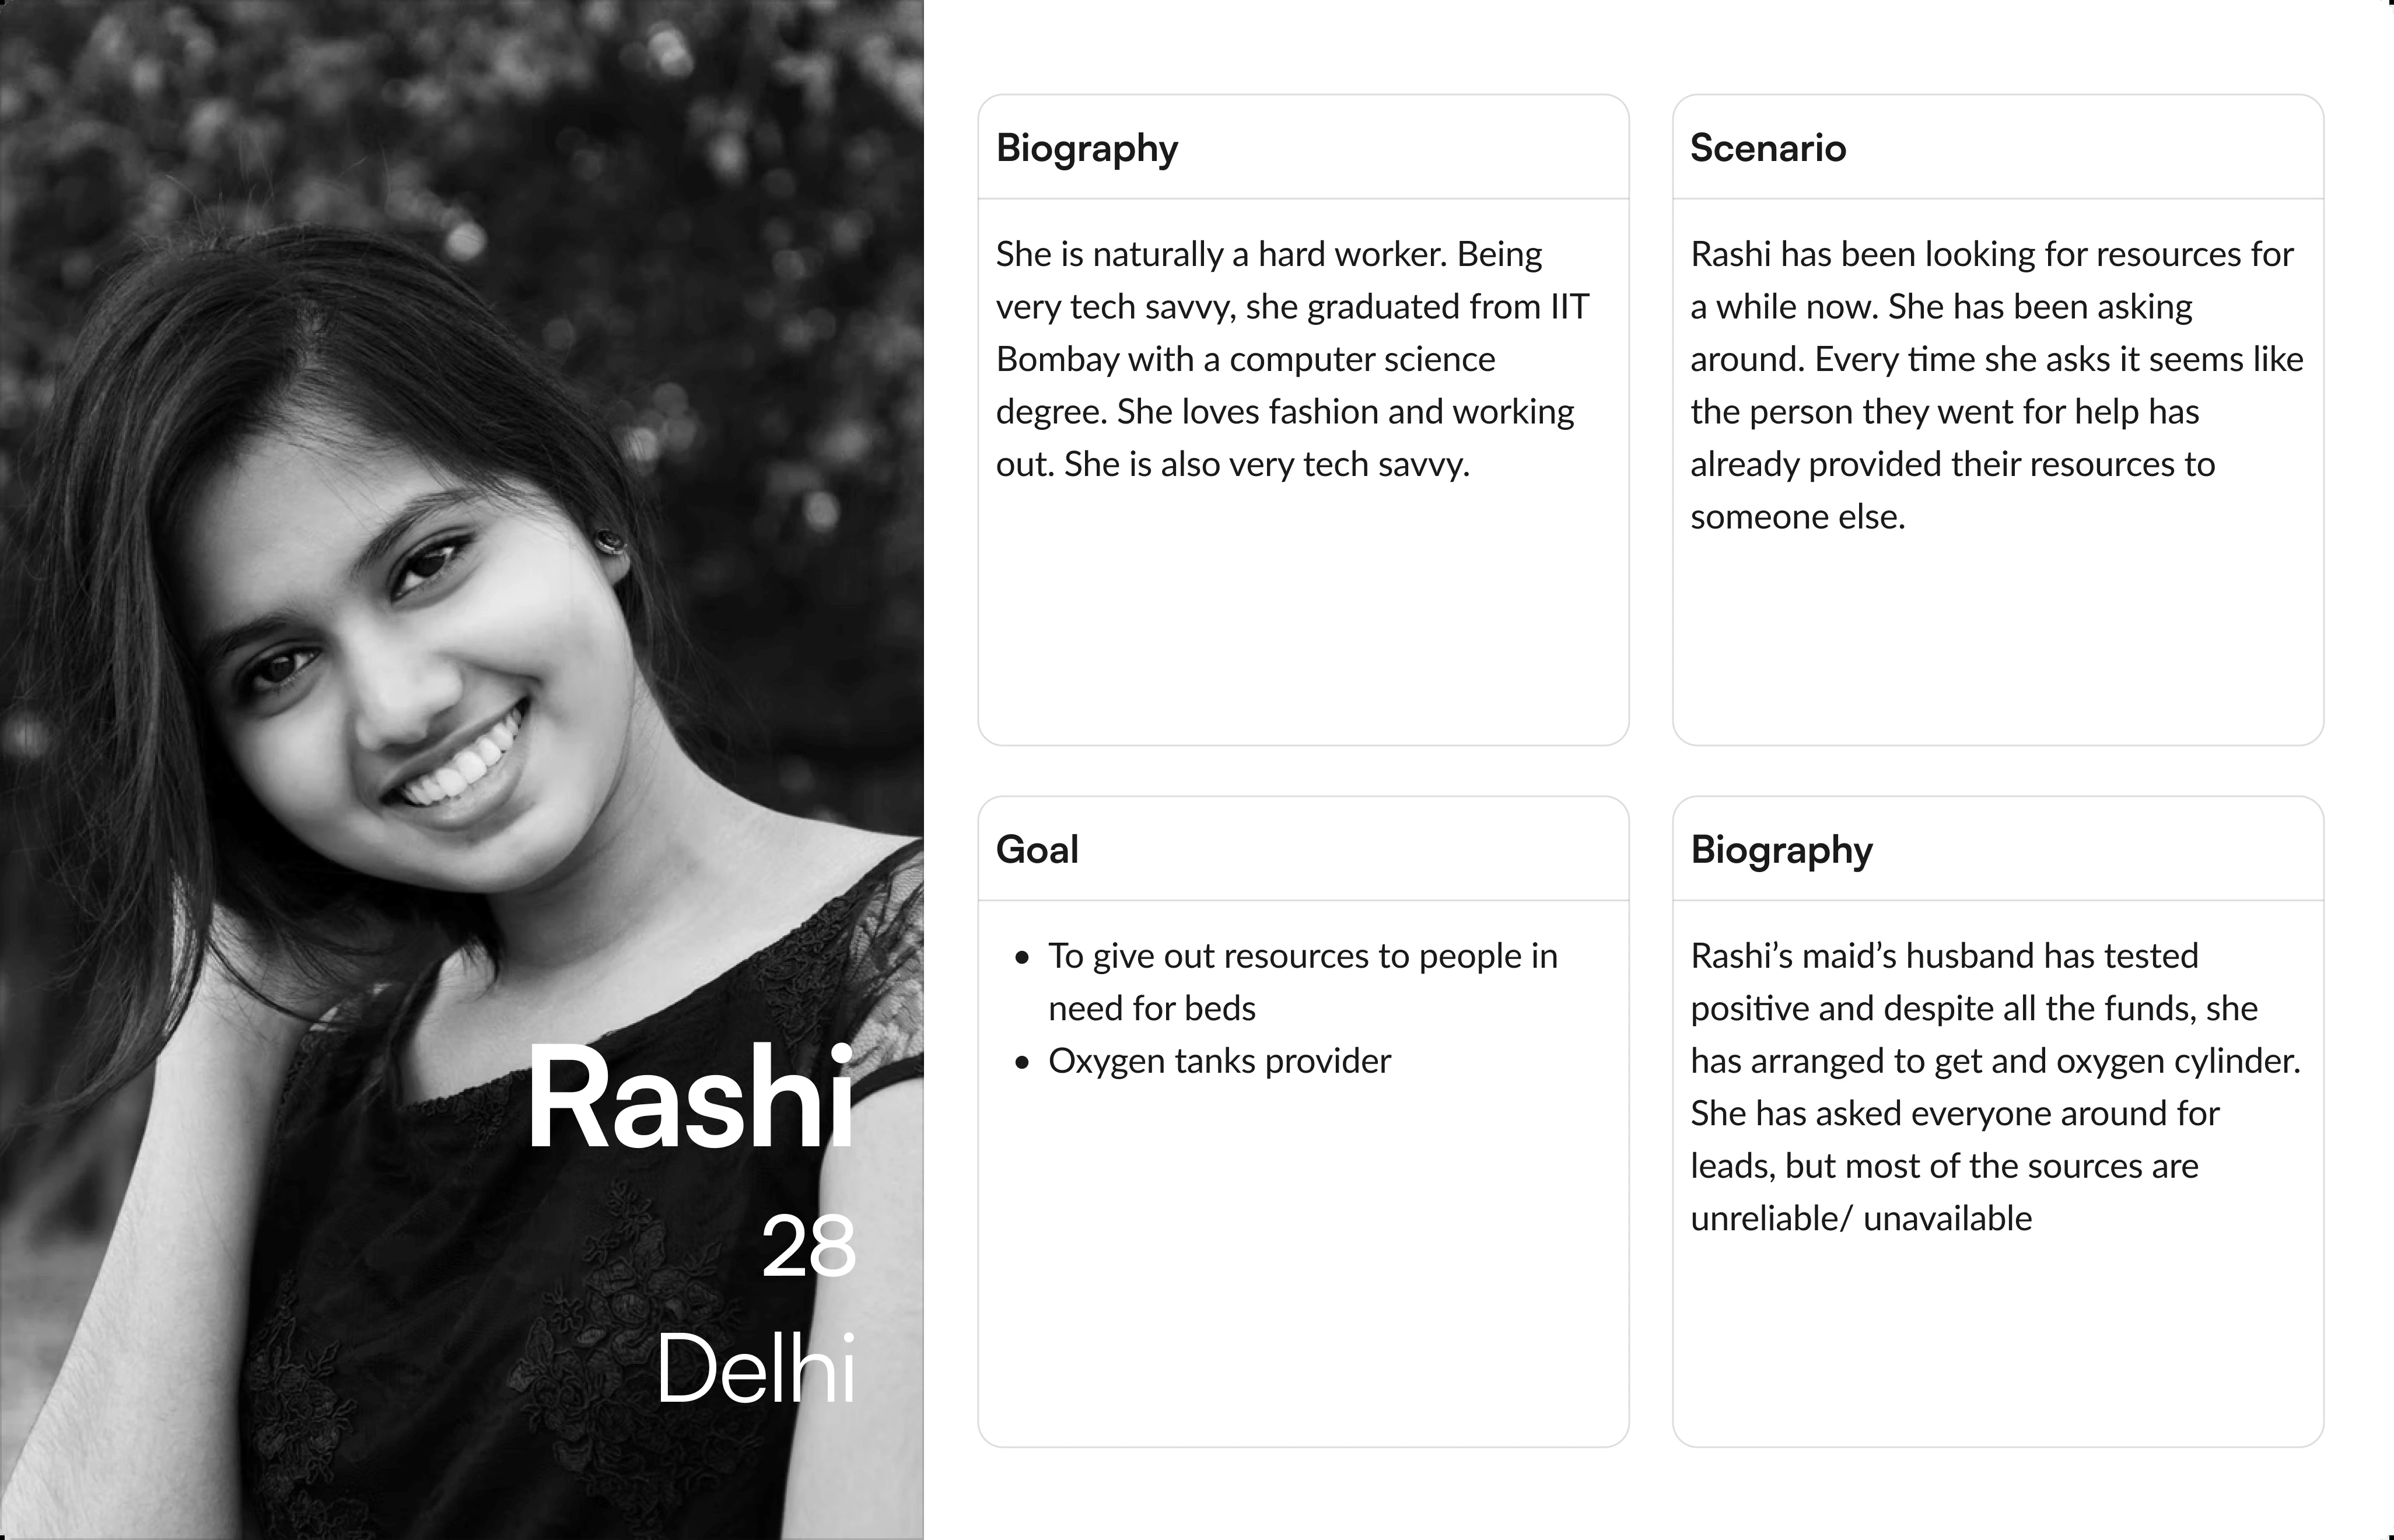 Rashi
28
Delhi
Biography
She is naturally a hard worker. Being
very tech savvy, she graduated from IIT
Bombay with a computer science
degree. She loves fashion and working
out. She is also very tech savvy.
Scenario
Rashi has been looking for resources for
a while now. She has been asking
around. Every time she asks it seems like
the person they went for help has
already provided their resources to
someone else.
Goal
• To give out resources to people in
need for beds
• Oxygen tanks provider
Biography
Rashi’s maid’s husband has tested
positive and despite all the funds, she
has arranged to get and oxygen cylinder.
She has asked everyone around for
leads, but most of the sources are
unreliable/ unavailable